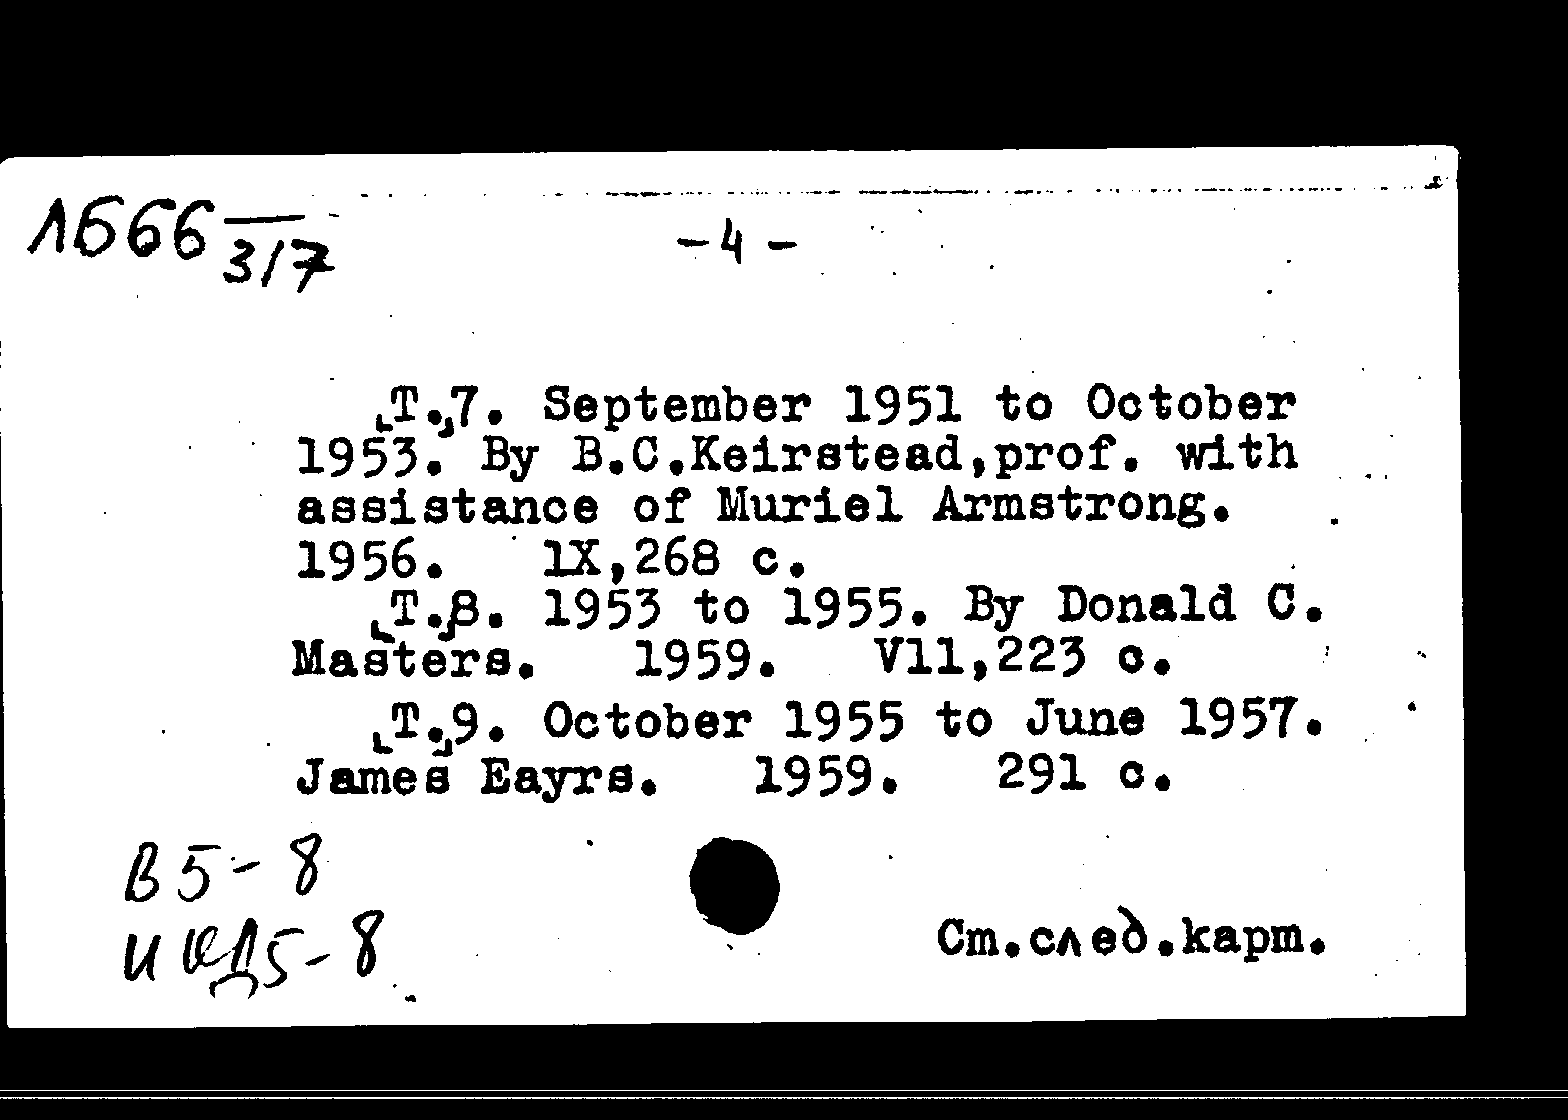 Л566 3/7
- 4 -
[T.]7. September 1951 to October
1953. By B.C.Keirstead,prof. with
assistance of Muriel Armstrong.
1956. 1X,268 c.
[T.]8. 1953 to 1955. By Donald C.
Masters. 1959. V11,223 c.
[T.]9. October 1955 to June 1957.
James Eayrs. 1959. 291 c.
В5-8
Ст.след.карт.